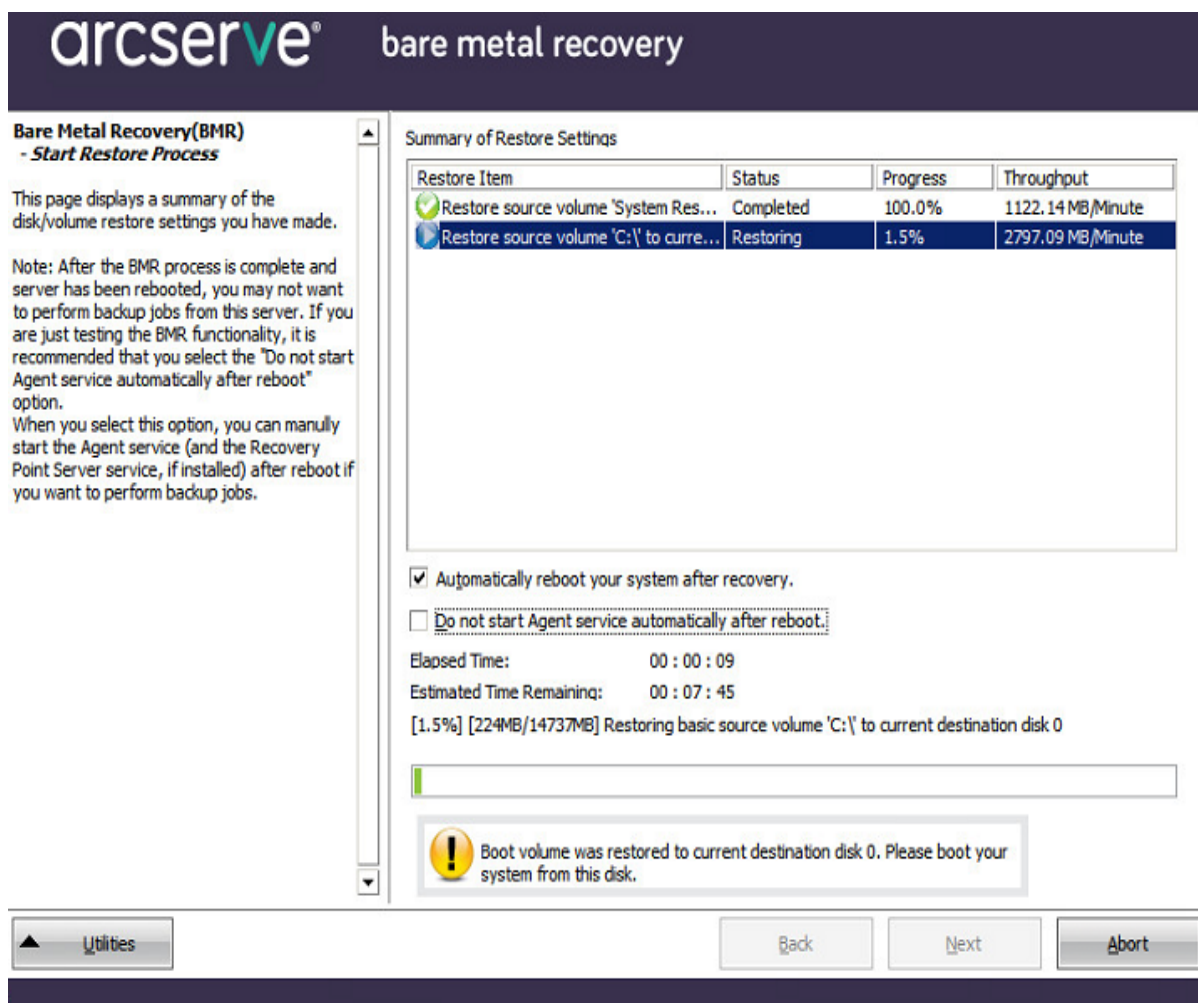 arcserve®
bare metal recovery
Bare Metal Recovery(BMR)
- Start Restore Process
This page displays a summary of the
disk/volume restore settings you have made.
Note: After the BMR process is complete and
server has been rebooted, you may not want
to perform backup jobs from this server. If you
are just testing the BMR functionality, it is
recommended that you select the "Do not start
Agent service automatically after reboot"
option.
When you select this option, you can manully
start the Agent service (and the Recovery
Point Server service, if installed) after reboot if
you want to perform backup jobs.
Summary of Restore Settings
Restore Item Status Progress Throughput
Restore source volume 'System Res... Completed 100.0% 1122.14 MB/Minute
Restore source volume 'C:\' to curre... Restoring 1.5% 2797.09 MB/Minute
Automatically reboot your system after recovery.
Do not start Agent service automatically after reboot.
Elapsed Time: 00 : 00 : 09
Estimated Time Remaining: 00 : 07 : 45
[1.5%] [224MB/14737MB] Restoring basic source volume 'C:\' to current destination disk 0
Boot volume was restored to current destination disk 0. Please boot your
system from this disk.
Utilities
Back
Next
Abort